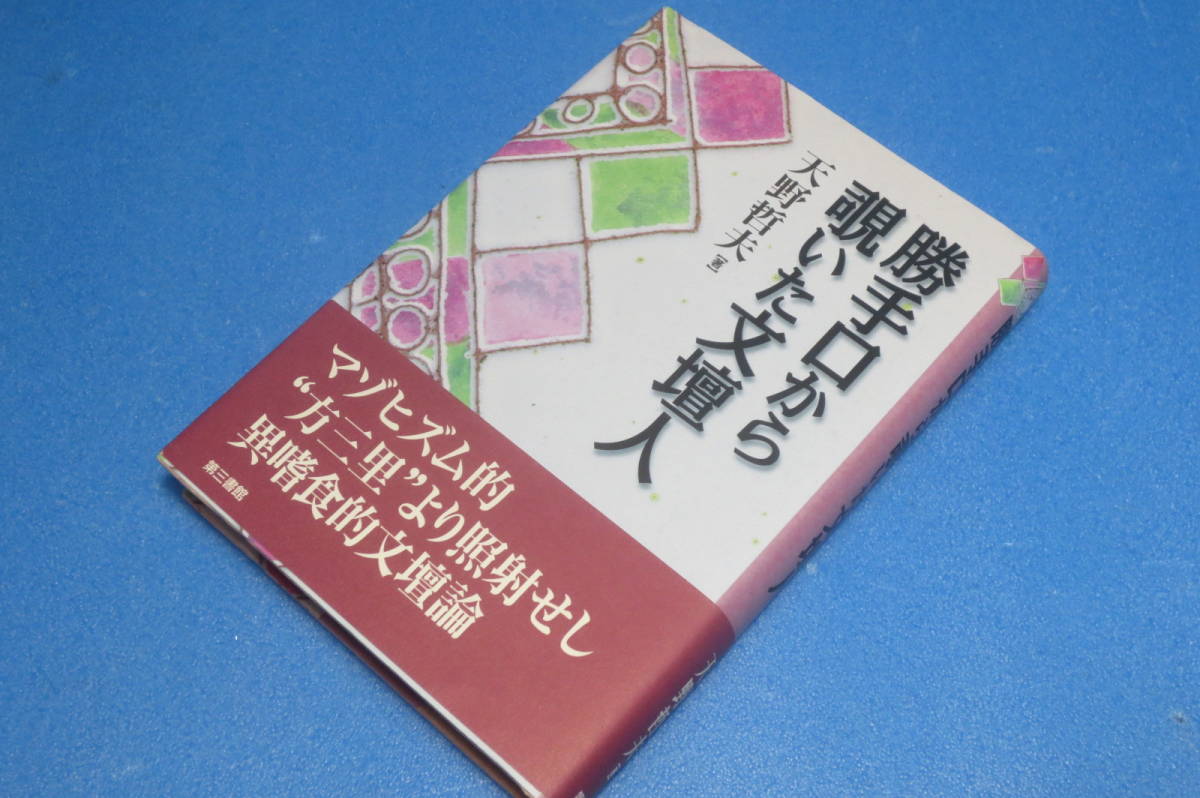 勝手口から
覗いた文壇人
天野哲夫[著]
マゾヒズム的
“方三里”より照射せし
異嗜食的文壇論
第三書館